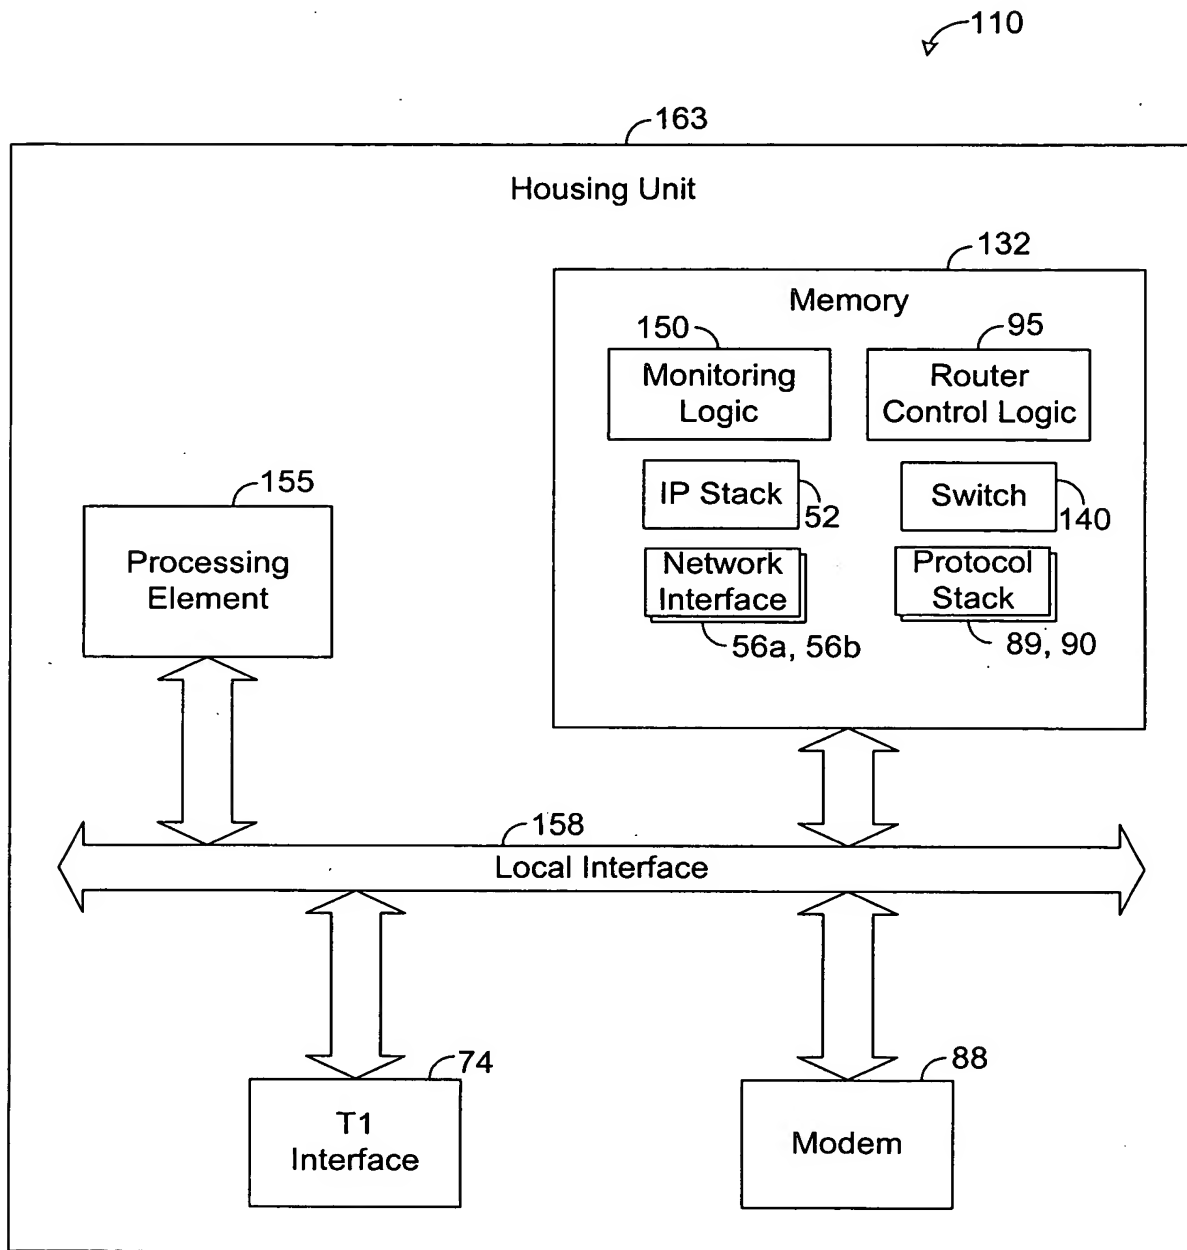 110
163
Housing Unit
132
Memory
150
95
Monitoring
Logic
Router
Control Logic
IP Stack
52
Switch
140
155
Processing
Element
Network
Interface
56a, 56b
Protocol
Stack
89, 90
158
Local Interface
74
T1
Interface
88
Modem